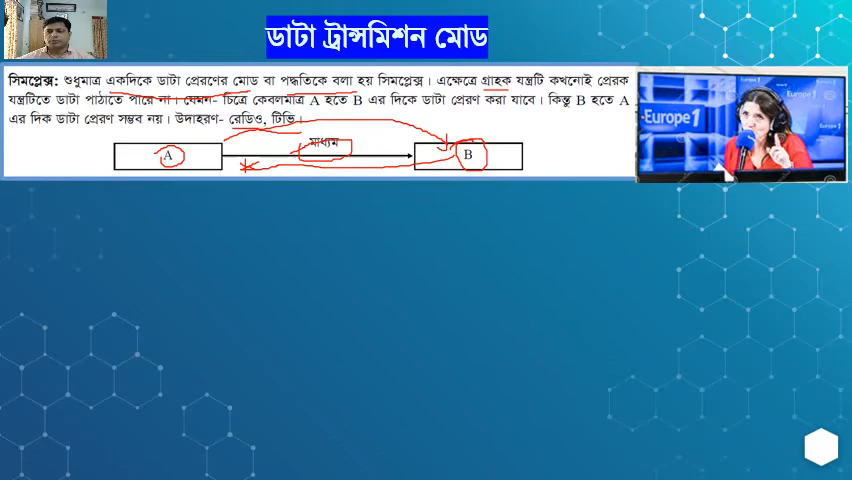 ডাটা ট্রান্সমিশন মোড
সিমপ্লেক্স: শুধুমাত্র একদিকে ডাটা প্রেরণের মোড বা পদ্ধতিকে বলা হয় সিমপ্লেক্স। এক্ষেত্রে গ্রাহক যন্ত্রটি কখনোই প্রেরক
যন্ত্রটিতে ডাটা পাঠাতে পারে না। যেমন- চিত্রে কেবলমাত্র A হতে B এর দিকে ডাটা প্রেরণ করা যাবে। কিন্তু B হতে A
এর দিক ডাটা প্রেরণ সম্ভব নয়। উদাহরণ- রেডিও, টিভি।
A
মাধ্যম
B
Europe 1
Europe1